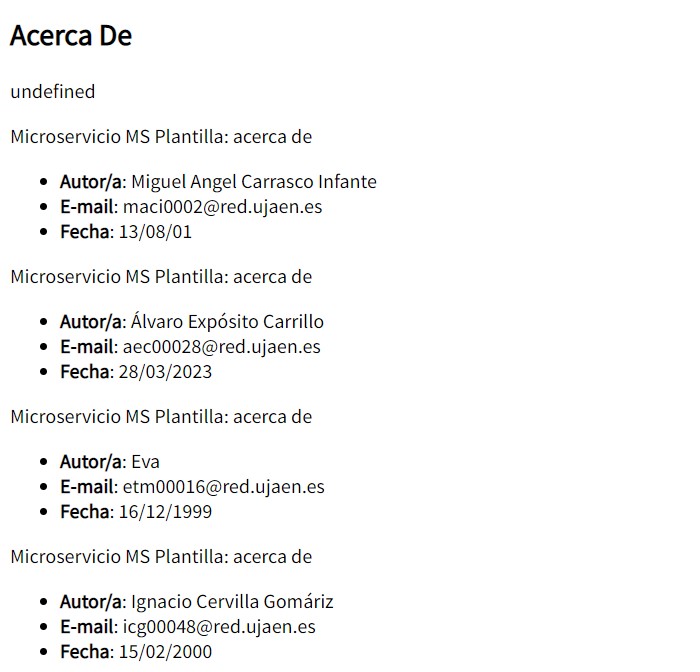 Acerca De
undefined
Microservicio MS Plantilla: acerca de
• Autor/a: Miguel Angel Carrasco Infante
• E-mail: maci0002@red.ujaen.es
• Fecha: 13/08/01
Microservicio MS Plantilla: acerca de
• Autor/a: Álvaro Expósito Carrillo
• E-mail: aec00028@red.ujaen.es
• Fecha: 28/03/2023
Microservicio MS Plantilla: acerca de
• Autor/a: Eva
• E-mail: etm00016@red.ujaen.es
• Fecha: 16/12/1999
Microservicio MS Plantilla: acerca de
• Autor/a: Ignacio Cervilla Gomáriz
• E-mail: icg00048@red.ujaen.es
• Fecha: 15/02/2000